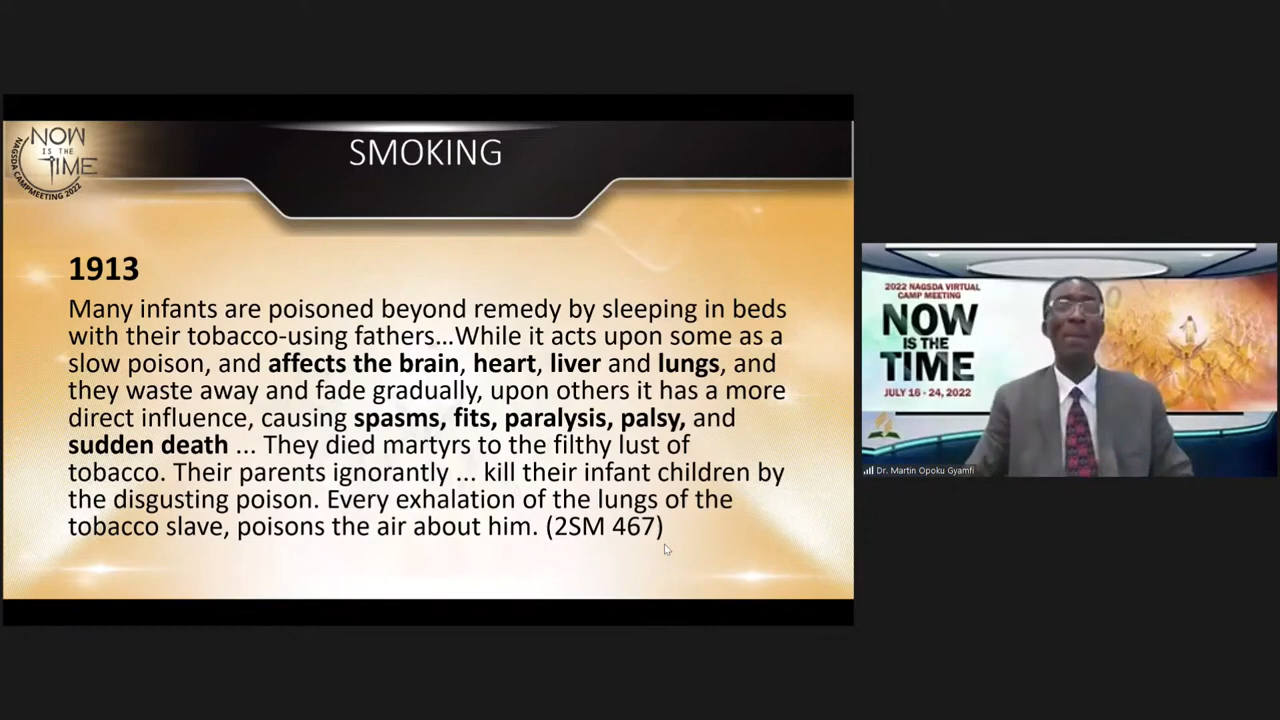 NOW
IS THE
TIME
NAGSDA CAMPMEETING 2022
SMOKING
1913
Many infants are poisoned beyond remedy by sleeping in beds
with their tobacco-using fathers...While it acts upon some as a
slow poison, and affects the brain, heart, liver and lungs, and
they waste away and fade gradually, upon others it has a more
direct influence, causing spasms, fits, paralysis, palsy, and
sudden death ... They died martyrs to the filthy lust of
tobacco. Their parents ignorantly ... kill their infant children by
the disgusting poison. Every exhalation of the lungs of the
tobacco slave, poisons the air about him. (2SM 467)
2022 NAGSDA VIRTUAL
CAMP MEETING
NOW
IS THE
TIME
JULY 16 - 24, 2022
Dr. Martin Opoku Gyamfi